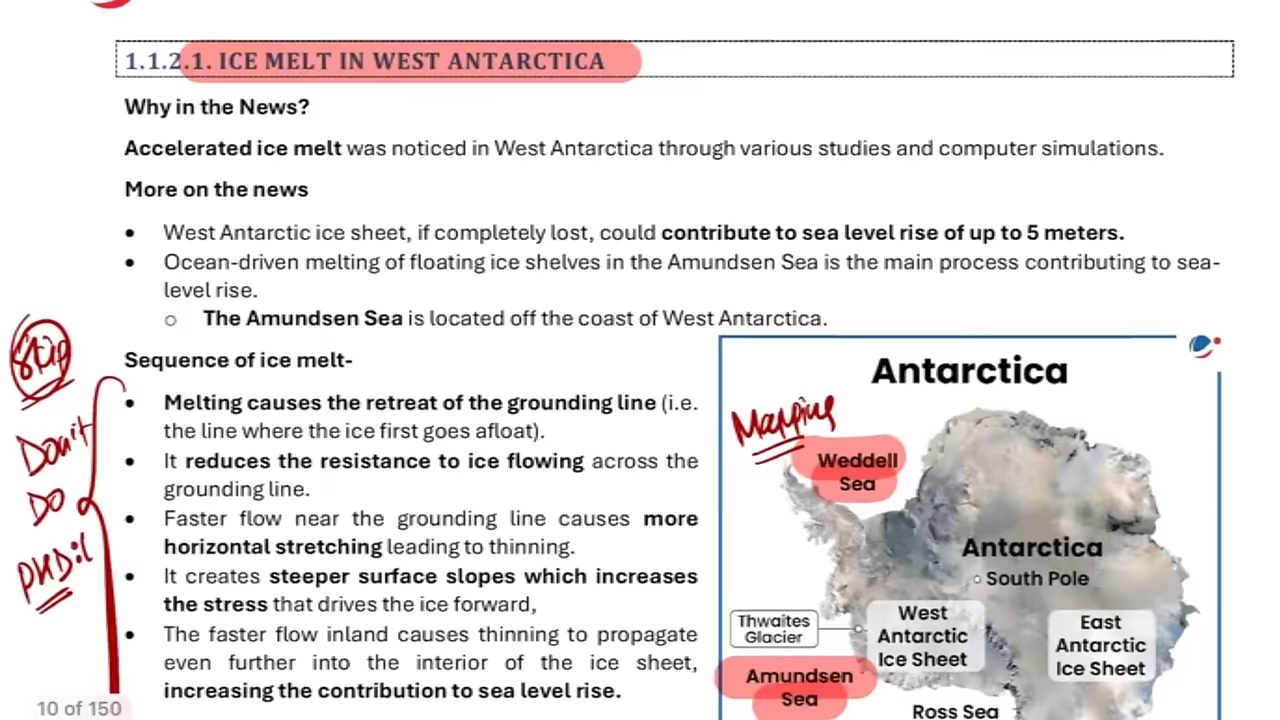 1.1.2.1. ICE MELT IN WEST ANTARCTICA
Why in the News?
Accelerated ice melt was noticed in West Antarctica through various studies and computer simulations.
More on the news
• West Antarctic ice sheet, if completely lost, could contribute to sea level rise of up to 5 meters.
• Ocean-driven melting of floating ice shelves in the Amundsen Sea is the main process contributing to sea-
level rise.
o The Amundsen Sea is located off the coast of West Antarctica.
Sequence of ice melt-
• Melting causes the retreat of the grounding line (i.e.
the line where the ice first goes afloat).
• It reduces the resistance to ice flowing across the
grounding line.
• Faster flow near the grounding line causes more
horizontal stretching leading to thinning.
• It creates steeper surface slopes which increases
the stress that drives the ice forward,
• The faster flow inland causes thinning to propagate
even further into the interior of the ice sheet,
increasing the contribution to sea level rise.
Skip
Don't
Do
PHD:il
10 of 150
Antarctica
Mapping
Weddell
Sea
Antarctica
South Pole
Thwaites
Glacier
West
Antarctic
Ice Sheet
East
Antarctic
Ice Sheet
Amundsen
Sea
Ross Sea